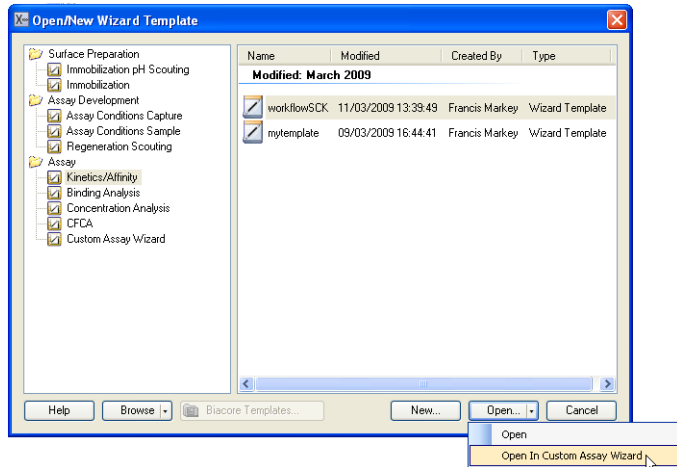 Open/New Wizard Template
Surface Preparation
Immobilization pH Scouting
Immobilization
Assay Development
Assay Conditions Capture
Assay Conditions Sample
Regeneration Scouting
Assay
Kinetics/Affinity
Binding Analysis
Concentration Analysis
CFCA
Custom Assay Wizard
Name Modified Created By Type
Modified: March 2009
workflowSCK 11/03/2009 13:39:49 Francis Markey Wizard Template
mytemplate 09/03/2009 16:44:41 Francis Markey Wizard Template
Help Browse Biacore Templates... New... Open... Cancel
Open
Open In Custom Assay Wizard